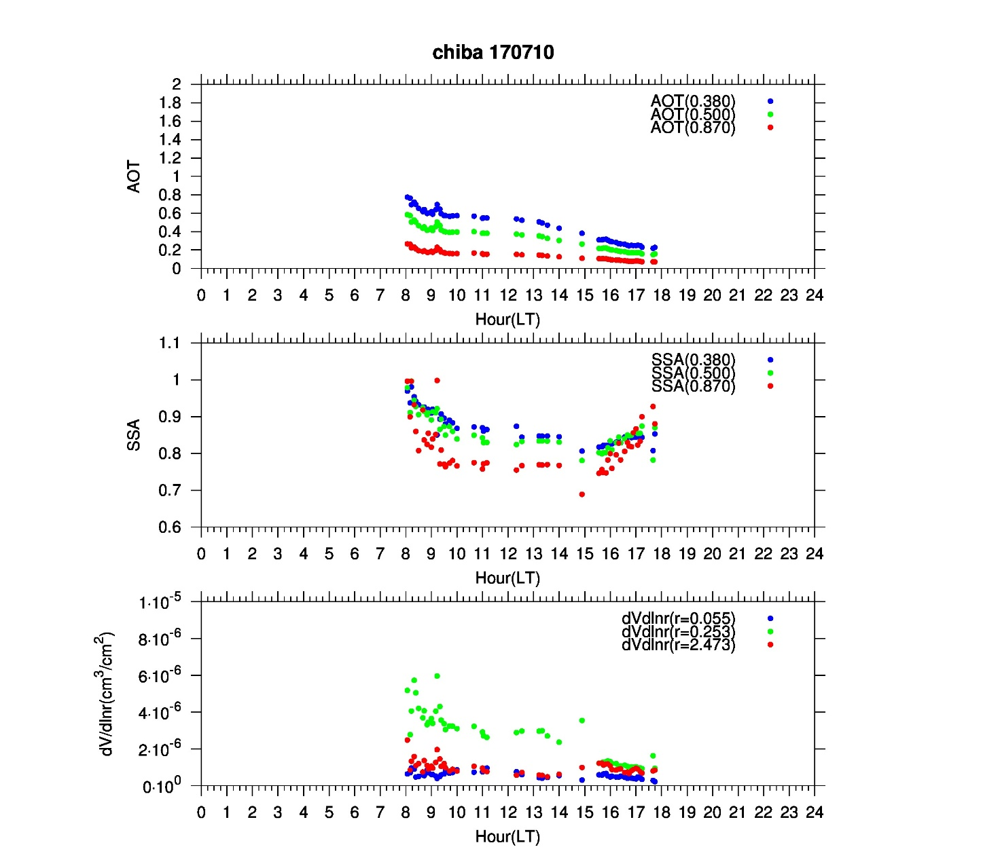 chiba 170710
2
1.8
1.6
1.4
1.2
1
0.8
0.6
0.4
0.2
0
AOT
AOT(0.380)
AOT(0.500)
AOT(0.870)
0 1 2 3 4 5 6 7 8 9 10 11 12 13 14 15 16 17 18 19 20 21 22 23 24
Hour(LT)
1.1
1
0.9
0.8
0.7
0.6
SSA
SSA(0.380)
SSA(0.500)
SSA(0.870)
0 1 2 3 4 5 6 7 8 9 10 11 12 13 14 15 16 17 18 19 20 21 22 23 24
Hour(LT)
1·10⁻⁵
8·10⁻⁶
6·10⁻⁶
4·10⁻⁶
2·10⁻⁶
0·10⁰
dV/dlnr(cm³/cm²)
dVdlnr(r=0.055)
dVdlnr(r=0.253)
dVdlnr(r=2.473)
0 1 2 3 4 5 6 7 8 9 10 11 12 13 14 15 16 17 18 19 20 21 22 23 24
Hour(LT)